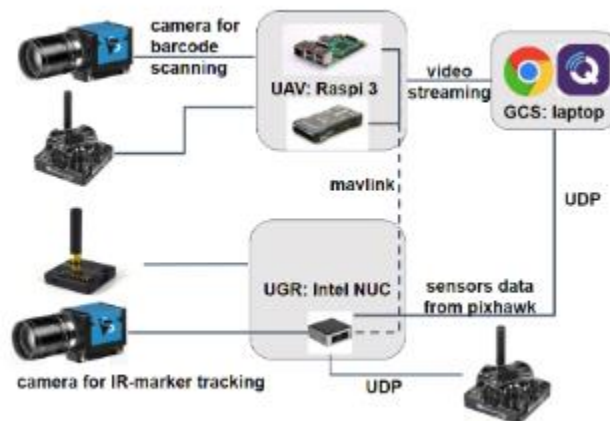 camera for
barcode
scanning
UAV: Raspi 3
video
streaming
GCS: laptop
mavlink
UDP
UGR: Intel NUC
sensors data
from pixhawk
camera for IR-marker tracking
UDP